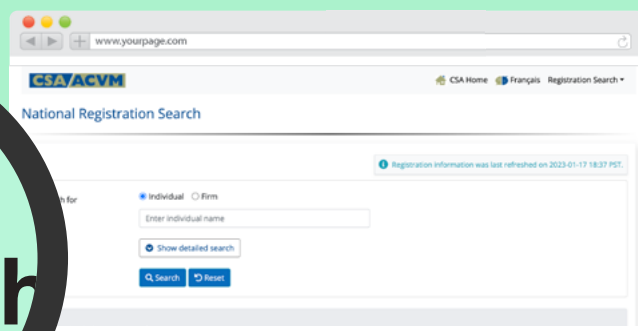 www.yourpage.com
CSA/ACVM
CSA Home Français Registration Search
National Registration Search
Registration information was last refreshed on 2023-01-17 18:37 PST.
for
Individual Firm
Enter individual name
Show detailed search
Search Reset